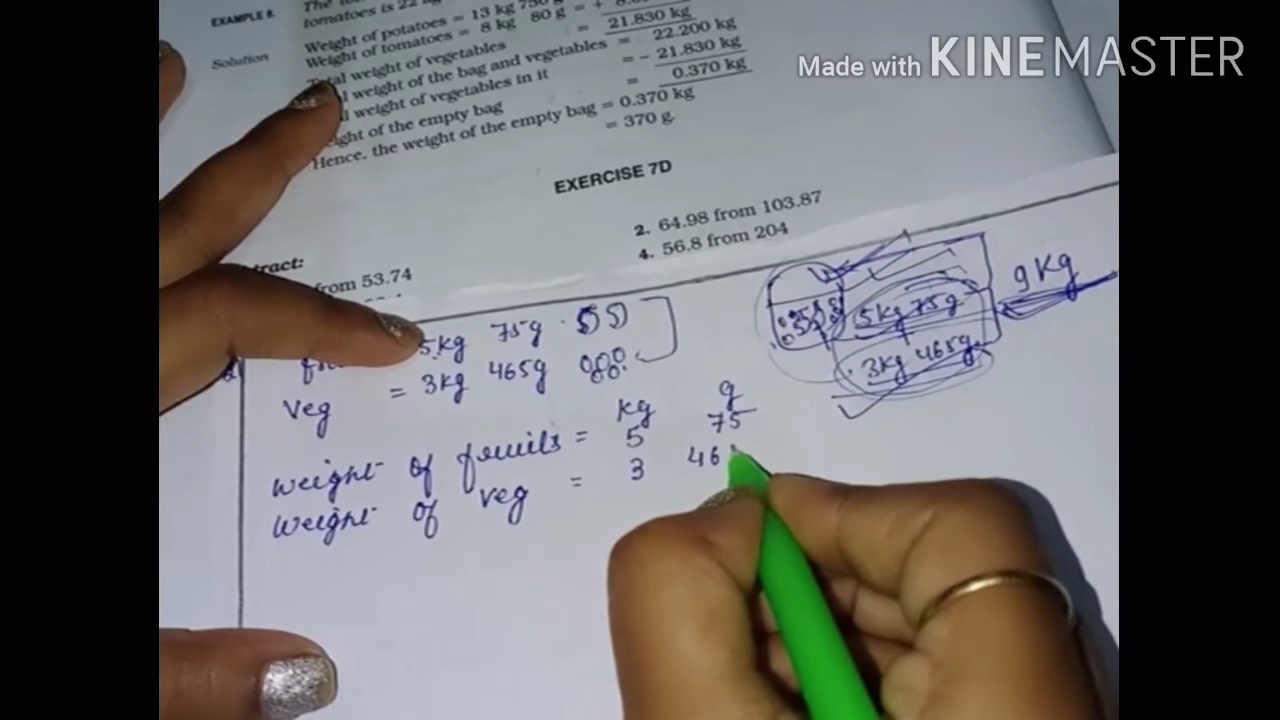 Made with KINEMASTER
EXAMPLE 8.
tomatoes is 22
Solution Weight of potatoes = 13 kg
Weight of tomatoes = 8 kg 80 g = +
weight of vegetables = 21.830 kg
weight of the bag and vegetables = 22.200 kg
weight of vegetables in it = – 21.830 kg
of the empty bag = 0.370 kg
Hence, the weight of the empty bag = 0.370 kg
= 370 g.
EXERCISE 7D
2. 64.98 from 103.87
from 53.74
4. 56.8 from 204
5kg 75g
Veg = 3kg 465g
5kg 75g
3kg 465g
9kg
kg g
Weight of fruits = 5 75
Weight of veg = 3 46